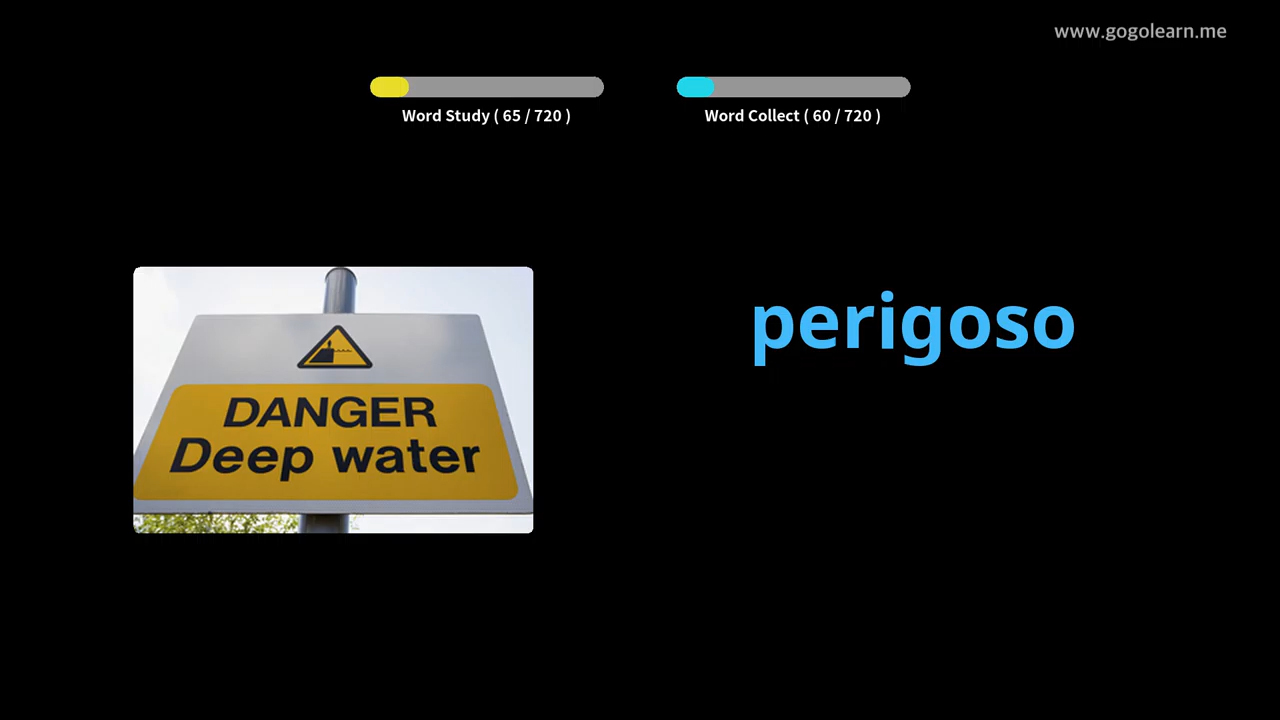 www.gogolearn.me
Word Study ( 65 / 720 )
Word Collect ( 60 / 720 )
DANGER
Deep water
perigoso